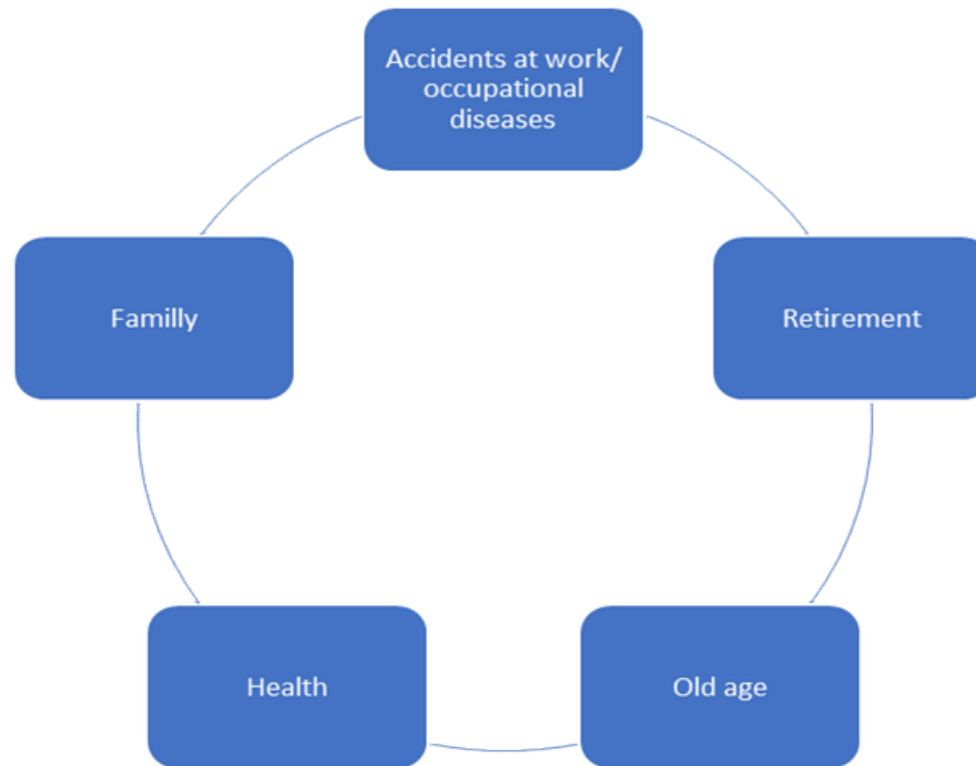 Accidents at work/
occupational
diseases
Familly
Retirement
Health
Old age